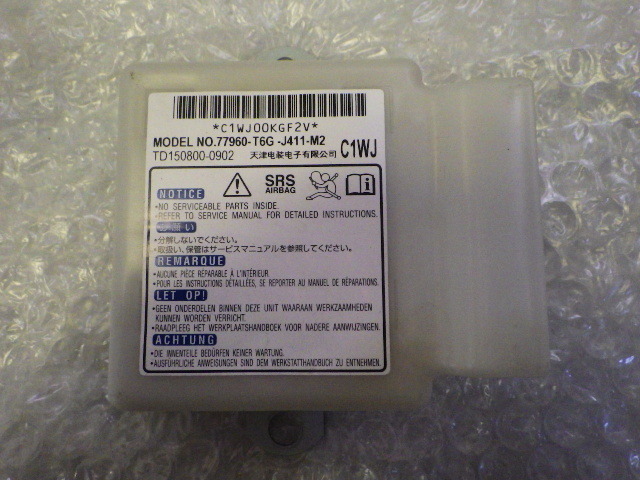 *C1WJ00KGF2V*
MODEL NO.77960-T6G -J411-M2
TD150800-0902 天津电装电子有限公司 C1WJ
SRS
AIRBAG
NOTICE
•NO SERVICEABLE PARTS INSIDE.
•REFER TO SERVICE MANUAL FOR DETAILED INSTRUCTIONS.
お願い
•分解しないでください。
•取扱い、保管はサービスマニュアルを参照してください。
REMARQUE
•AUCUNE PIÈCE RÉPARABLE À L'INTÉRIEUR
•POUR LES INSTRUCTIONS DÉTAILLÉES, SE REPORTER AU MANUEL DE RÉPARATIONS.
LET OP!
•GEEN ONDERDELEN BINNEN DEZE UNIT WAARAAN WERKZAAMHEDEN
KUNNEN WORDEN VERRICHT.
•RAADPLEEG HET WERKPLAATSHANDBOEK VOOR NADERE AANWIJZINGEN.
ACHTUNG
•DIE INNENTEILE BEDÜRFEN KEINER WARTUNG.
•AUSFÜHRLICHE ANWEISUNGEN SIND DEM WERKSTATTHANDBUCH ZU ENTNEHMEN.